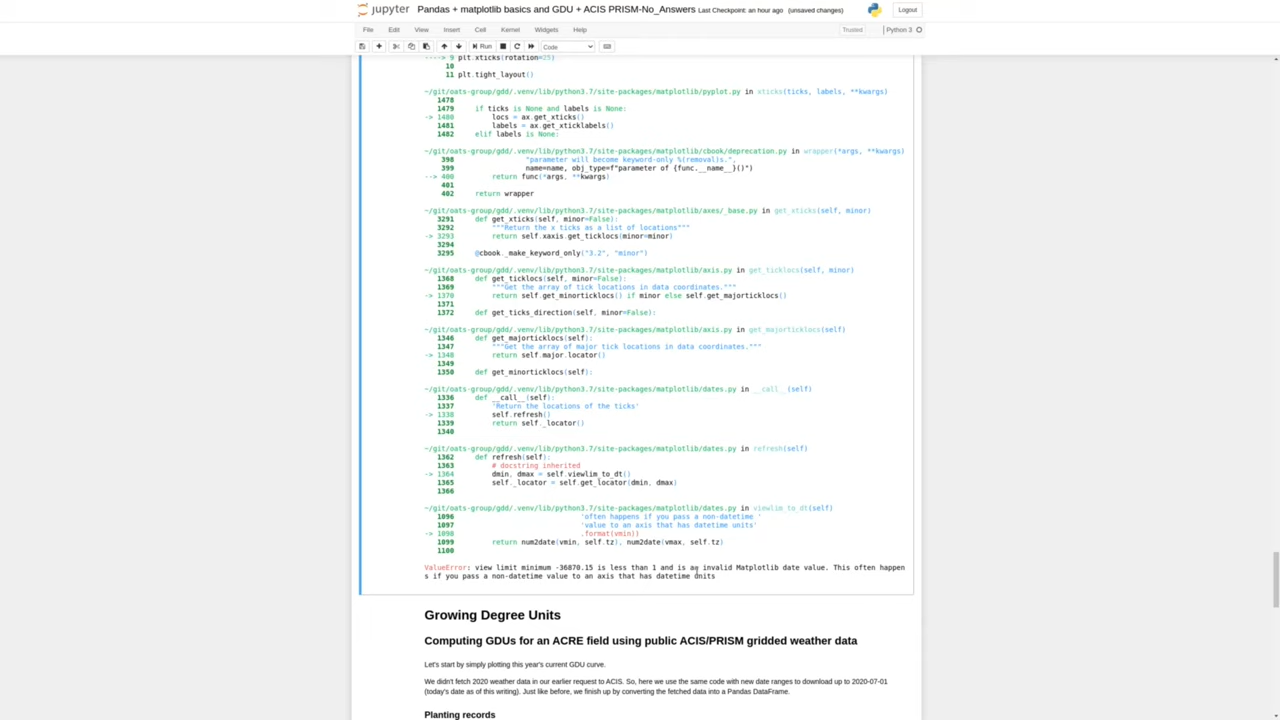 jupyter Pandas + matplotlib basics and GDU + ACIS PRISM-No_Answers Last Checkpoint: an hour ago (unsaved changes) Logout
File Edit View Insert Cell Kernel Widgets Help Trusted Python 3
Run Code
----> 9 plt.xticks(rotation=25)
10
11 plt.tight_layout()
~/git/oats-group/gdd/.venv/lib/python3.7/site-packages/matplotlib/pyplot.py in xticks(ticks, labels, **kwargs)
1478
1479 if ticks is None and labels is None:
-> 1480 locs = ax.get_xticks()
1481 labels = ax.get_xticklabels()
1482 elif labels is None:
~/git/oats-group/gdd/.venv/lib/python3.7/site-packages/matplotlib/cbook/deprecation.py in wrapper(*args, **kwargs)
398 "parameter will become keyword-only %(removal)s.",
399 name=name, obj_type=f"parameter of {func.__name__}()")
--> 400 return func(*args, **kwargs)
401
402 return wrapper
~/git/oats-group/gdd/.venv/lib/python3.7/site-packages/matplotlib/axes/_base.py in get_xticks(self, minor)
3291 def get_xticks(self, minor=False):
3292 """Return the x ticks as a list of locations"""
-> 3293 return self.xaxis.get_ticklocs(minor=minor)
3294
3295 @cbook._make_keyword_only("3.2", "minor")
~/git/oats-group/gdd/.venv/lib/python3.7/site-packages/matplotlib/axis.py in get_ticklocs(self, minor)
1368 def get_ticklocs(self, minor=False):
1369 """Get the array of tick locations in data coordinates."""
-> 1370 return self.get_minorticklocs() if minor else self.get_majorticklocs()
1371
1372 def get_ticks_direction(self, minor=False):
~/git/oats-group/gdd/.venv/lib/python3.7/site-packages/matplotlib/axis.py in get_majorticklocs(self)
1346 def get_majorticklocs(self):
1347 """Get the array of major tick locations in data coordinates."""
-> 1348 return self.major.locator()
1349
1350 def get_minorticklocs(self):
~/git/oats-group/gdd/.venv/lib/python3.7/site-packages/matplotlib/dates.py in __call__(self)
1336 def __call__(self):
1337 'Return the locations of the ticks'
-> 1338 self.refresh()
1339 return self._locator()
1340
~/git/oats-group/gdd/.venv/lib/python3.7/site-packages/matplotlib/dates.py in refresh(self)
1362 def refresh(self):
1363 # docstring inherited
-> 1364 dmin, dmax = self.viewlim_to_dt()
1365 self._locator = self.get_locator(dmin, dmax)
1366
~/git/oats-group/gdd/.venv/lib/python3.7/site-packages/matplotlib/dates.py in viewlim_to_dt(self)
1096 'often happens if you pass a non-datetime '
1097 'value to an axis that has datetime units'
-> 1098 .format(vmin))
1099 return num2date(vmin, self.tz), num2date(vmax, self.tz)
1100
ValueError: view limit minimum -36870.15 is less than 1 and is an invalid Matplotlib date value. This often happen
s if you pass a non-datetime value to an axis that has datetime units
Growing Degree Units
Computing GDUs for an ACRE field using public ACIS/PRISM gridded weather data
Let's start by simply plotting this year's current GDU curve.
We didn't fetch 2020 weather data in our earlier request to ACIS. So, here we use the same code with new date ranges to download up to 2020-07-01
(today's date as of this writing). Just like before, we finish up by converting the fetched data into a Pandas DataFrame.
Planting records